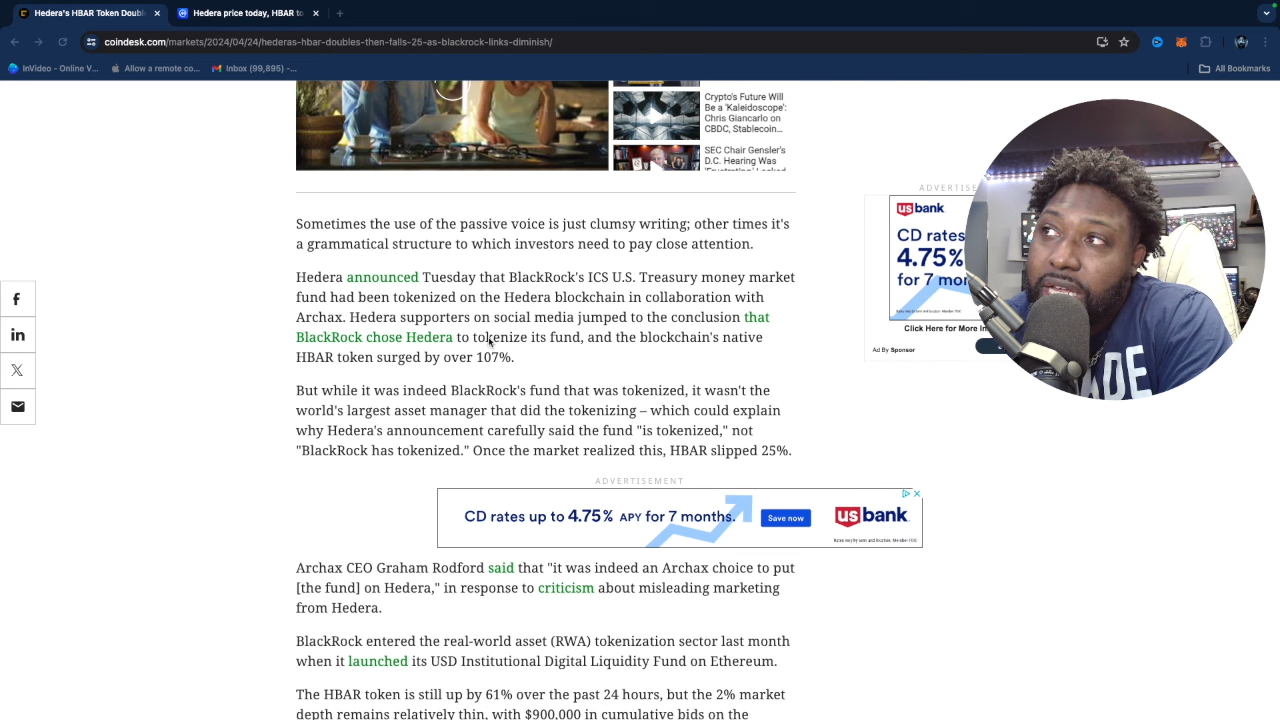 Hedera's HBAR Token Doubl
Hedera price today, HBAR to
coindesk.com/markets/2024/04/24/hederas-hbar-doubles-then-falls-25-as-blackrock-links-diminish/
InVideo - Online V...
Allow a remote co...
Inbox (99,895) -...
All Bookmarks
Crypto's Future Will
Be a 'Kaleidoscope':
Chris Giancarlo on
CBDC, Stablecoin...
SEC Chair Gensler's
D.C. Hearing Was
'Frustrating' Looked
ADVERTISE
usbank
CD rates
4.75%
for 7 mon
Click Here for More In
Ad By Sponsor
Sometimes the use of the passive voice is just clumsy writing; other times it's
a grammatical structure to which investors need to pay close attention.
Hedera announced Tuesday that BlackRock's ICS U.S. Treasury money market
fund had been tokenized on the Hedera blockchain in collaboration with
Archax. Hedera supporters on social media jumped to the conclusion that
BlackRock chose Hedera to tokenize its fund, and the blockchain's native
HBAR token surged by over 107%.
But while it was indeed BlackRock's fund that was tokenized, it wasn't the
world's largest asset manager that did the tokenizing – which could explain
why Hedera's announcement carefully said the fund "is tokenized," not
"BlackRock has tokenized." Once the market realized this, HBAR slipped 25%.
ADVERTISEMENT
CD rates up to 4.75% APY for 7 months.
Save now
usbank
Archax CEO Graham Rodford said that "it was indeed an Archax choice to put
[the fund] on Hedera," in response to criticism about misleading marketing
from Hedera.
BlackRock entered the real-world asset (RWA) tokenization sector last month
when it launched its USD Institutional Digital Liquidity Fund on Ethereum.
The HBAR token is still up by 61% over the past 24 hours, but the 2% market
depth remains relatively thin, with $900,000 in cumulative bids on the
ADE